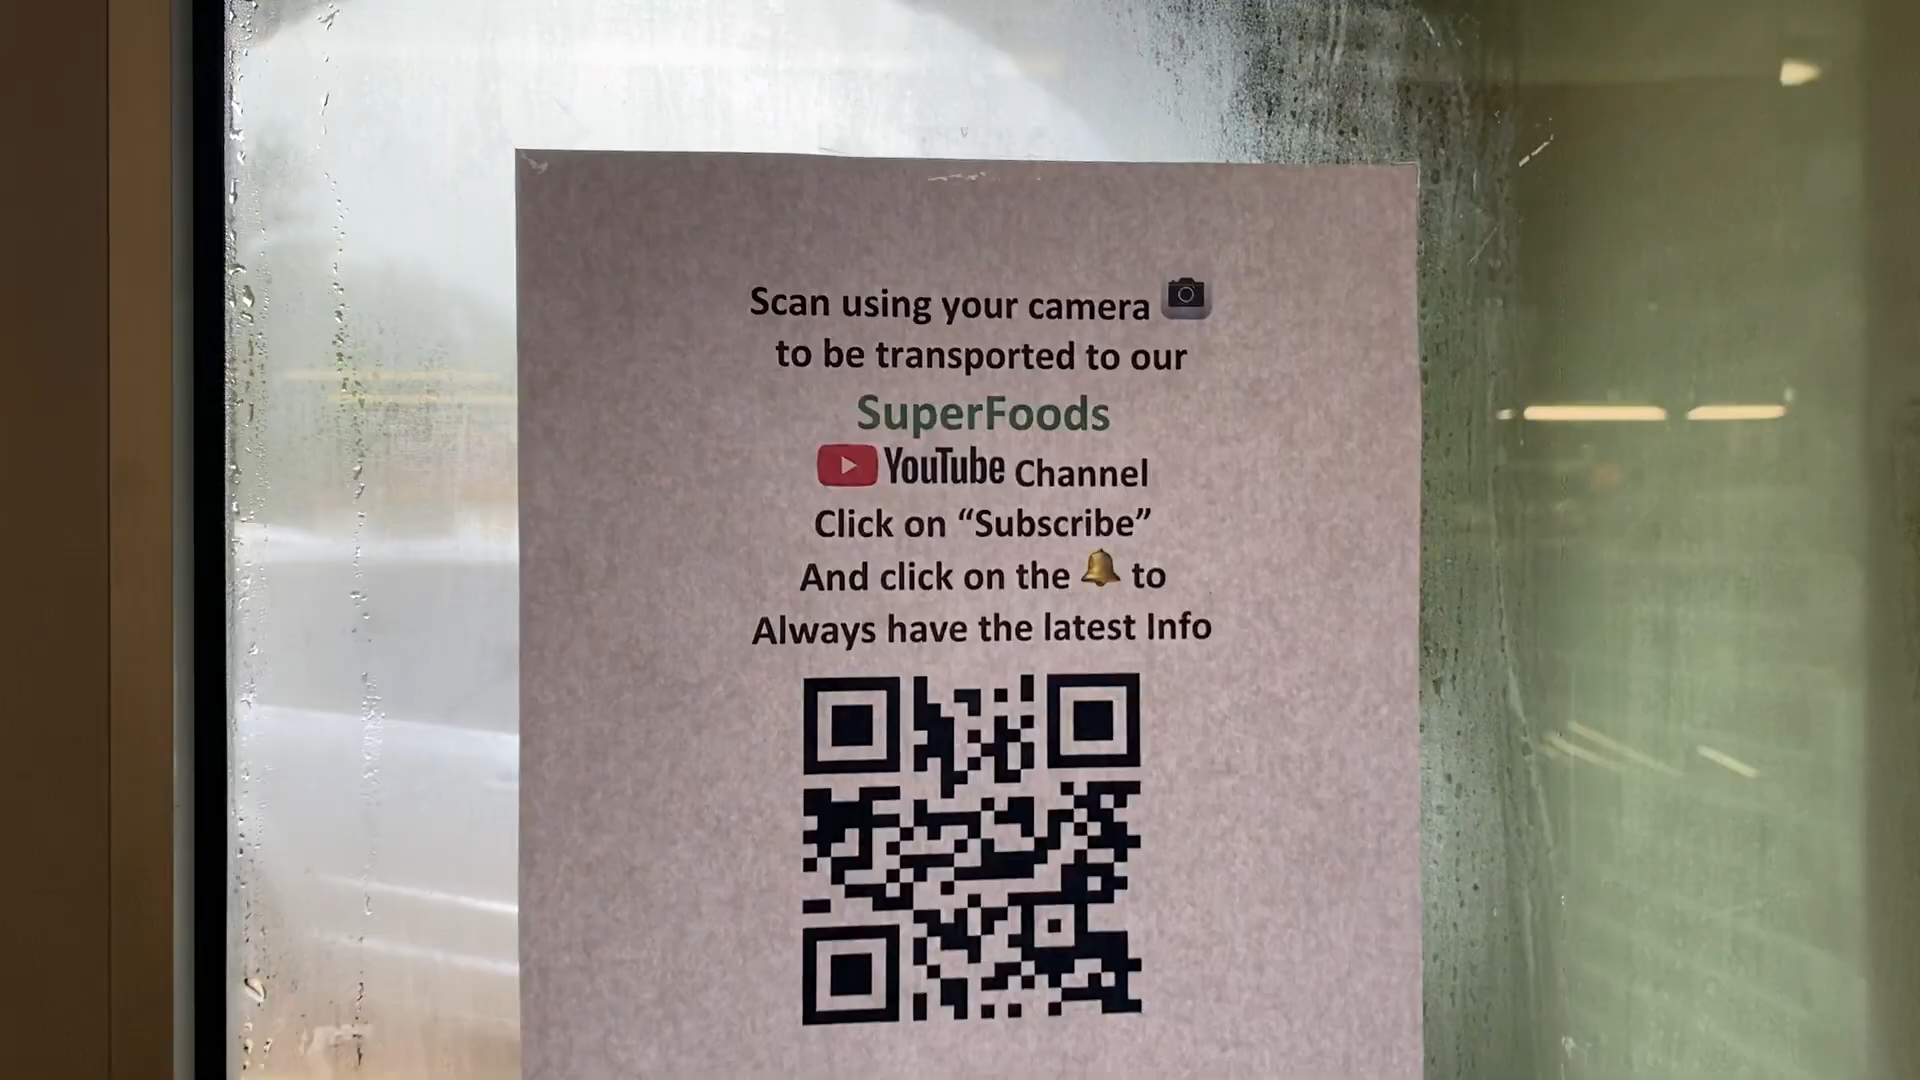 Scan using your camera
to be transported to our
SuperFoods
YouTube Channel
Click on “Subscribe”
And click on the to
Always have the latest Info